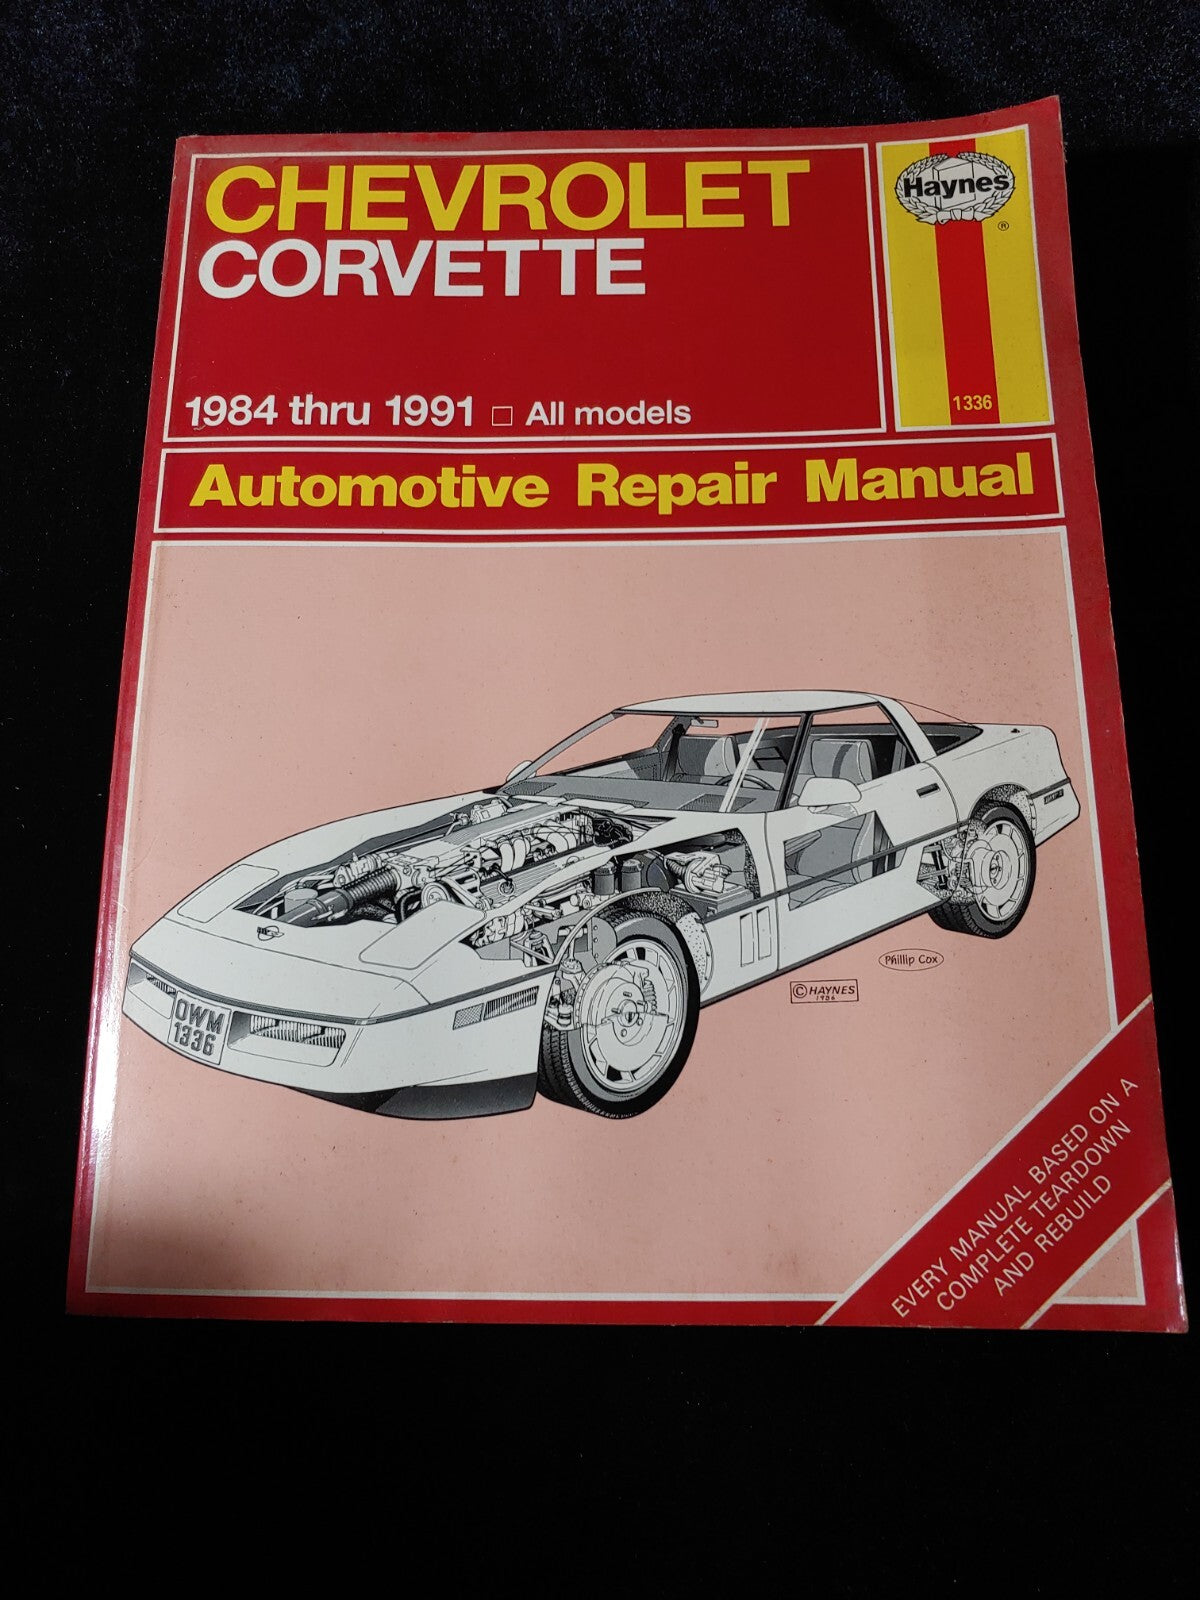 CHEVROLET
CORVETTE
1984 thru 1991 □ All models
Haynes
®
1336
Automotive Repair Manual
Phillip Cox
© HAYNES
1986
OWM
1336
EVERY MANUAL BASED ON A
COMPLETE TEARDOWN
AND REBUILD